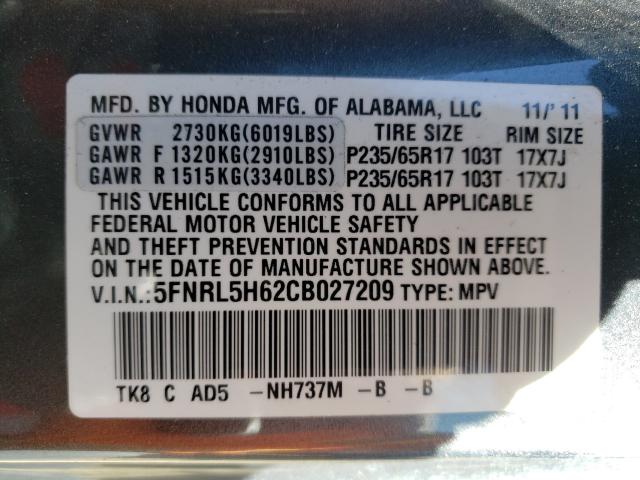 MFD. BY HONDA MFG. OF ALABAMA, LLC 11/'11
GVWR 2730KG(6019LBS) TIRE SIZE RIM SIZE
GAWR F 1320KG(2910LBS) P235/65R17 103T 17X7J
GAWR R 1515KG(3340LBS) P235/65R17 103T 17X7J
THIS VEHICLE CONFORMS TO ALL APPLICABLE
FEDERAL MOTOR VEHICLE SAFETY
AND THEFT PREVENTION STANDARDS IN EFFECT
ON THE DATE OF MANUFACTURE SHOWN ABOVE.
V.I.N.:5FNRL5H62CB027209 TYPE: MPV
TK8 C AD5 -NH737M -B -B